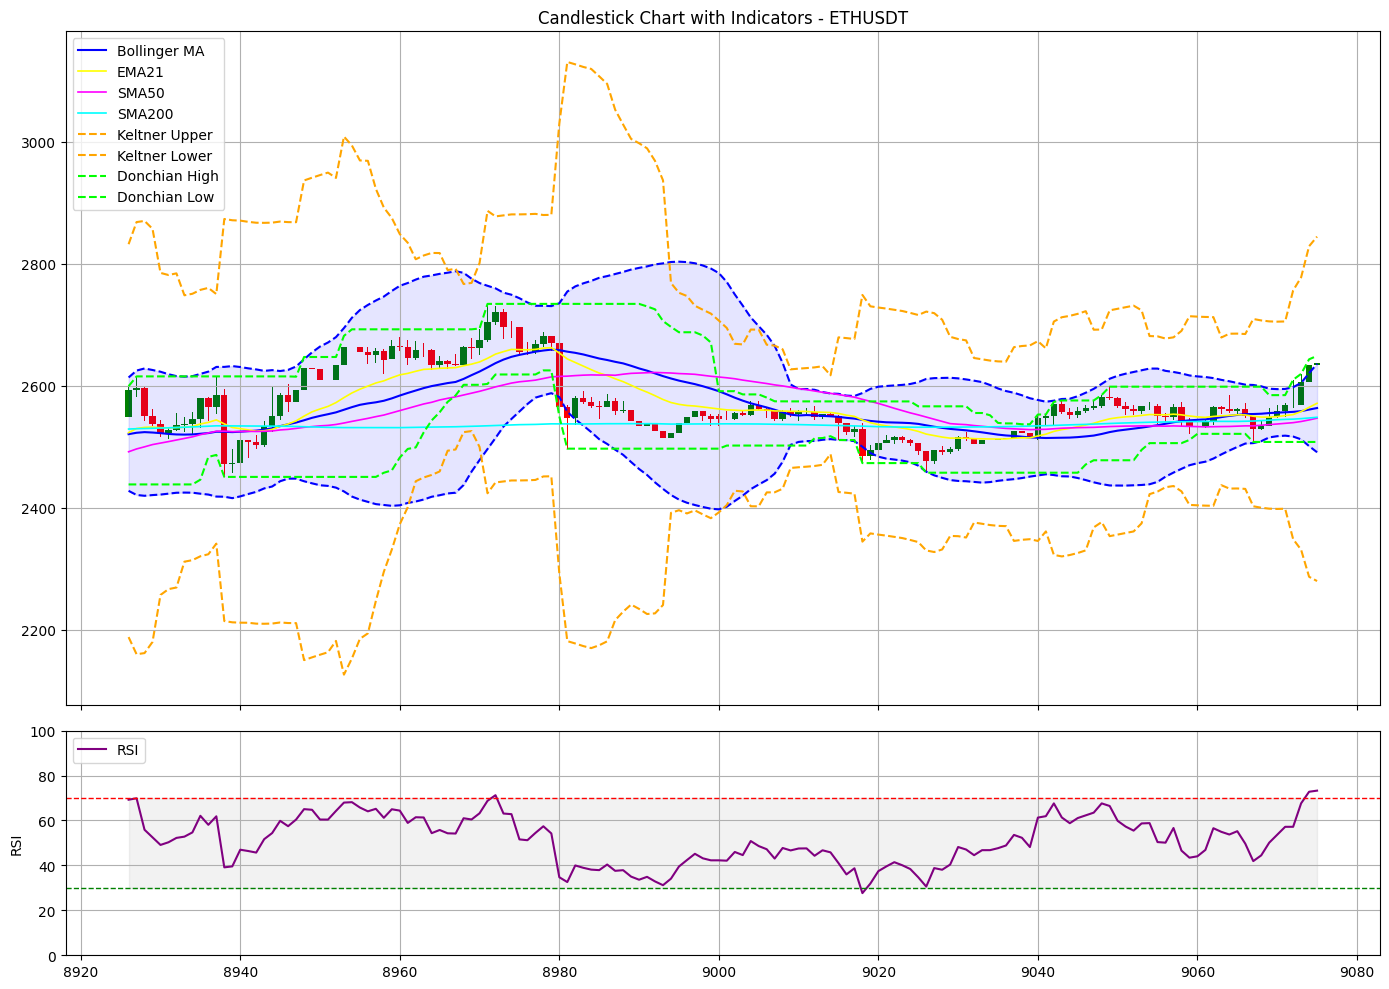 Candlestick Chart with Indicators - ETHUSDT
Bollinger MA
EMA21
SMA50
SMA200
Keltner Upper
Keltner Lower
Donchian High
Donchian Low
3000
2800
2600
2400
2200
RSI
100
80
60
40
20
0
RSI
8920 8940 8960 8980 9000 9020 9040 9060 9080